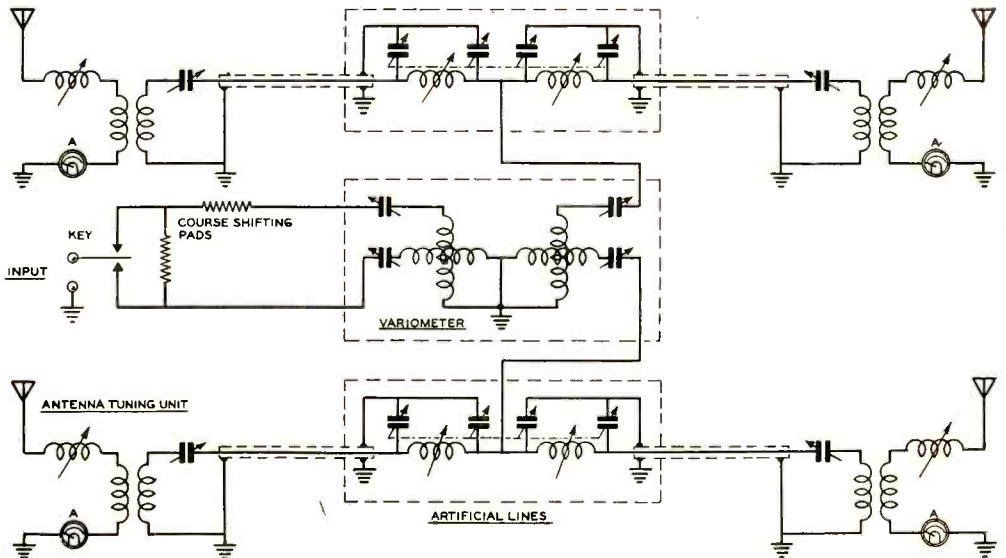 A
A
COURSE SHIFTING
PADS
KEY
INPUT
VARIOMETER
ANTENNA TUNING UNIT
A
A
ARTIFICIAL LINES